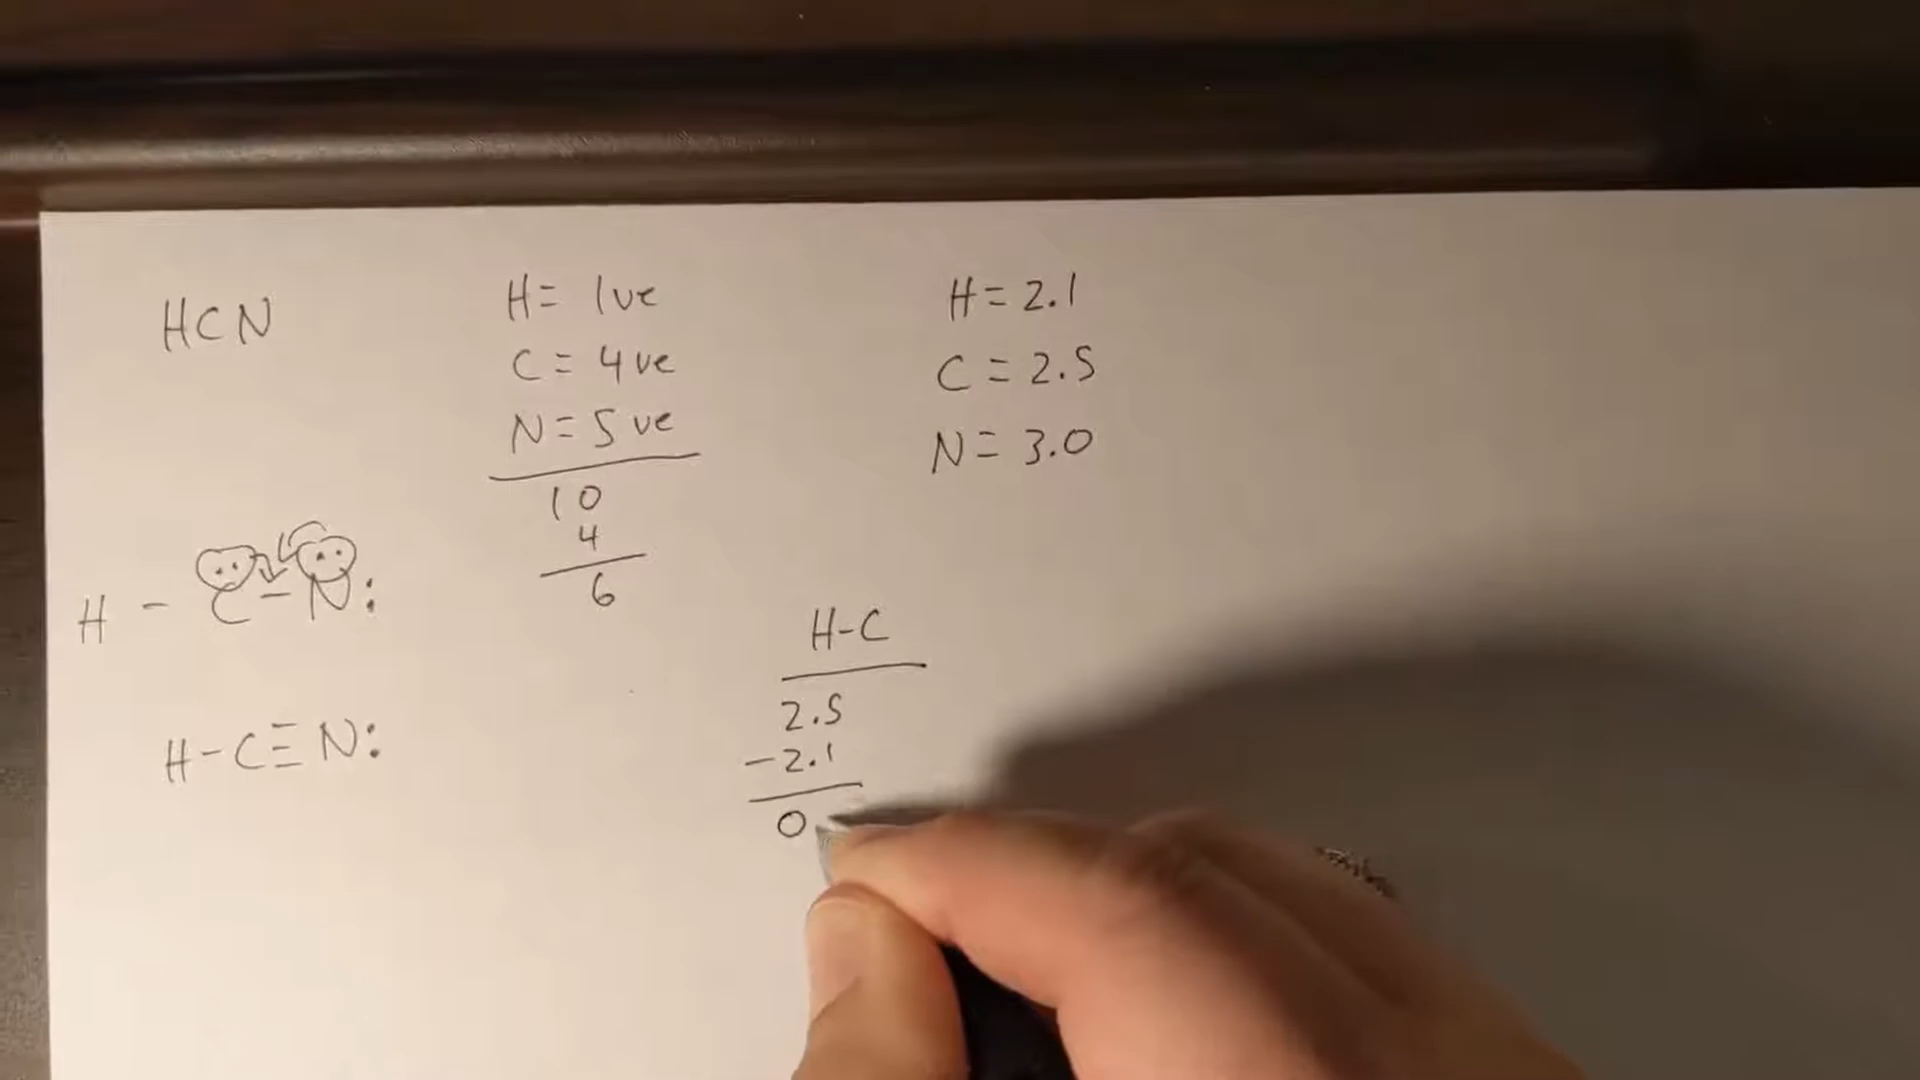 HCN
H = 1ve
C = 4ve
N = 5ve
10
4
6
H = 2.1
C = 2.5
N = 3.0
H - C - N:
H-C≡N:
H-C
2.5
-2.1
0